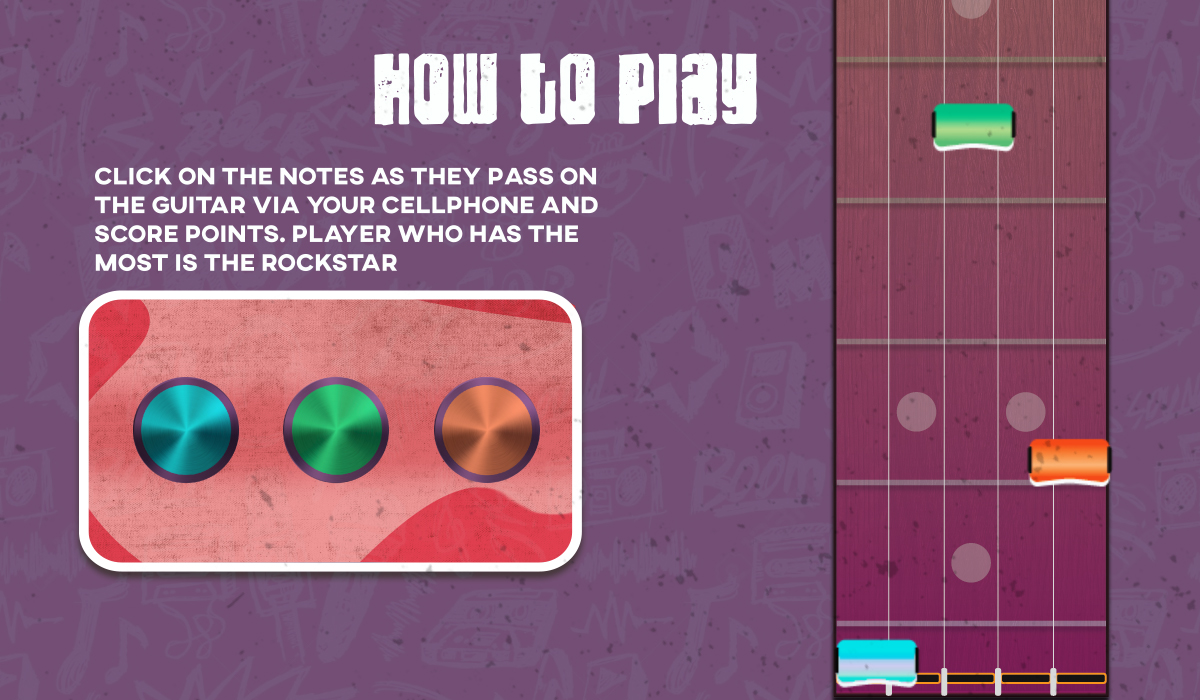 HOW to Play
CLICK ON THE NOTES AS THEY PASS ON
THE GUITAR VIA YOUR CELLPHONE AND
SCORE POINTS. PLAYER WHO HAS THE
MOST IS THE ROCKSTAR
BOOM